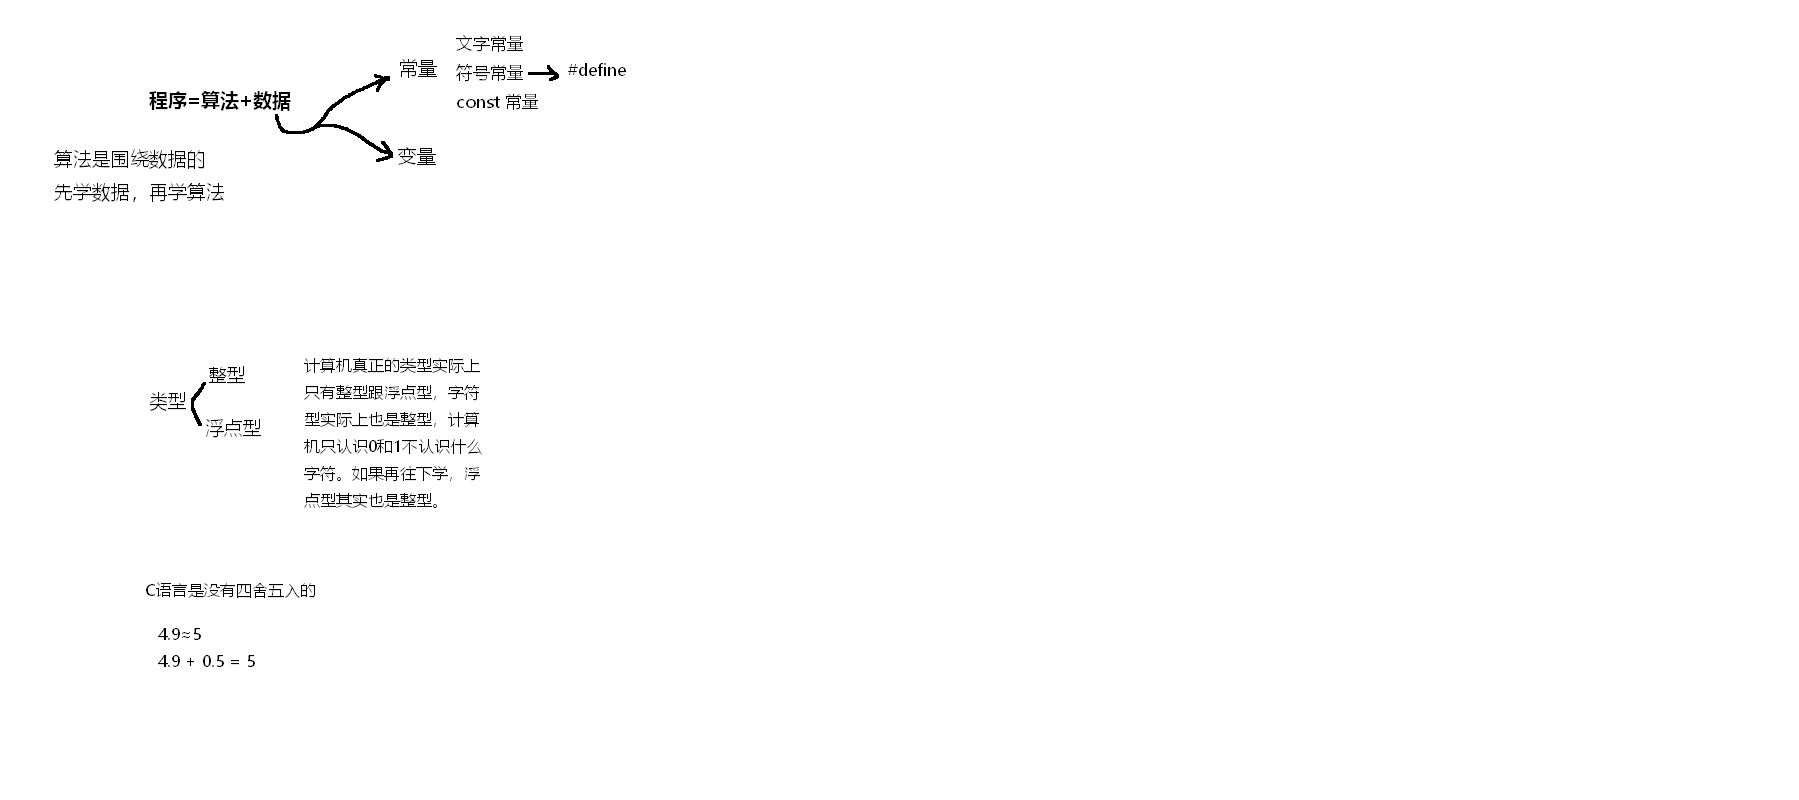 程序=算法+数据
常量
文字常量
符号常量
#define
const 常量
变量
算法是围绕数据的
先学数据，再学算法
类型
整型
浮点型
计算机真正的类型实际上
只有整型跟浮点型，字符
型实际上也是整型，计算
机只认识0和1不认识什么
字符。如果再往下学，浮
点型其实也是整型。
C语言是没有四舍五入的
4.9≈5
4.9 + 0.5 = 5